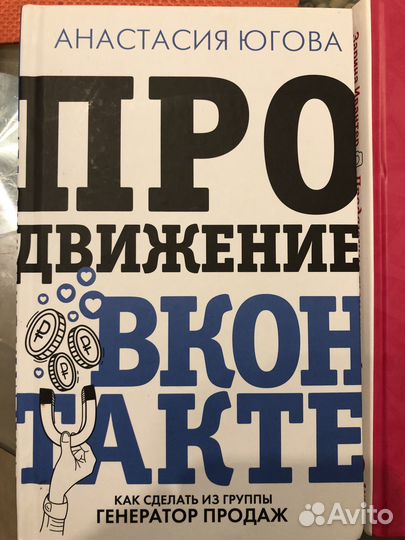 АНАСТАСИЯ ЮГОВА
ПРО
ДВИЖЕНИЕ
ВКОН
ТАКТЕ
КАК СДЕЛАТЬ ИЗ ГРУППЫ
ГЕНЕРАТОР ПРОДАЖ
Avito